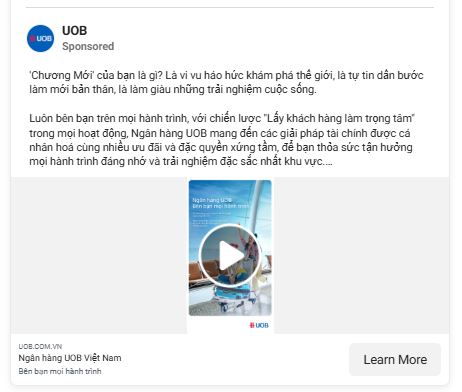 UOB
UOB
Sponsored
'Chương Mới' của bạn là gì? Là vi vu háo hức khám phá thế giới, là tự tin dấn bước
làm mới bản thân, là làm giàu những trải nghiệm cuộc sống.
Luôn bên bạn trên mọi hành trình, với chiến lược "Lấy khách hàng làm trọng tâm"
trong mọi hoạt động, Ngân hàng UOB mang đến các giải pháp tài chính được cá
nhân hoá cùng nhiều ưu đãi và đặc quyền xứng tầm, để bạn thỏa sức tận hưởng
mọi hành trình đáng nhớ và trải nghiệm đặc sắc nhất khu vực....
Ngân hàng UOB
Bên bạn mọi hành trình
UOB
UOB.COM.VN
Ngân hàng UOB Việt Nam
Bên bạn mọi hành trình
Learn More